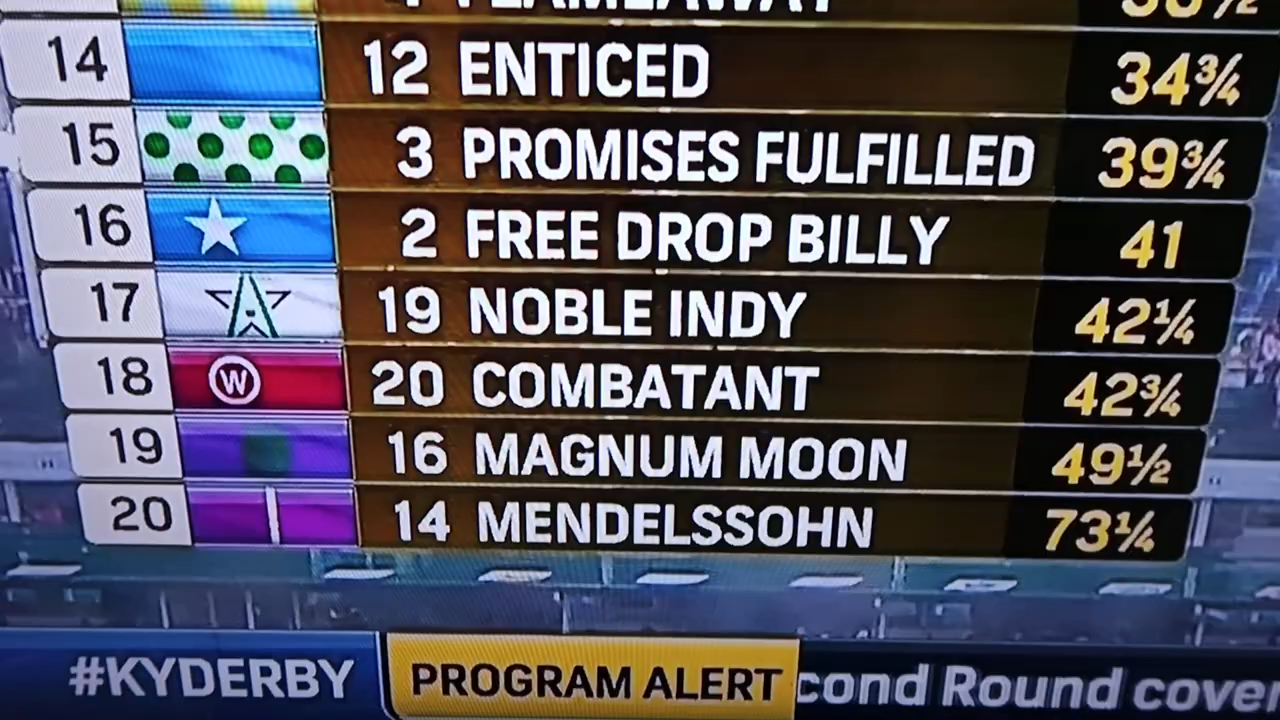 FLAMEAWAY
14 12 ENTICED 34¾
15 3 PROMISES FULFILLED 39¾
16 2 FREE DROP BILLY 41
17 19 NOBLE INDY 42¼
18 W 20 COMBATANT 42¾
19 16 MAGNUM MOON 49½
20 14 MENDELSSOHN 73¼
#KYDERBY PROGRAM ALERT cond Round cover